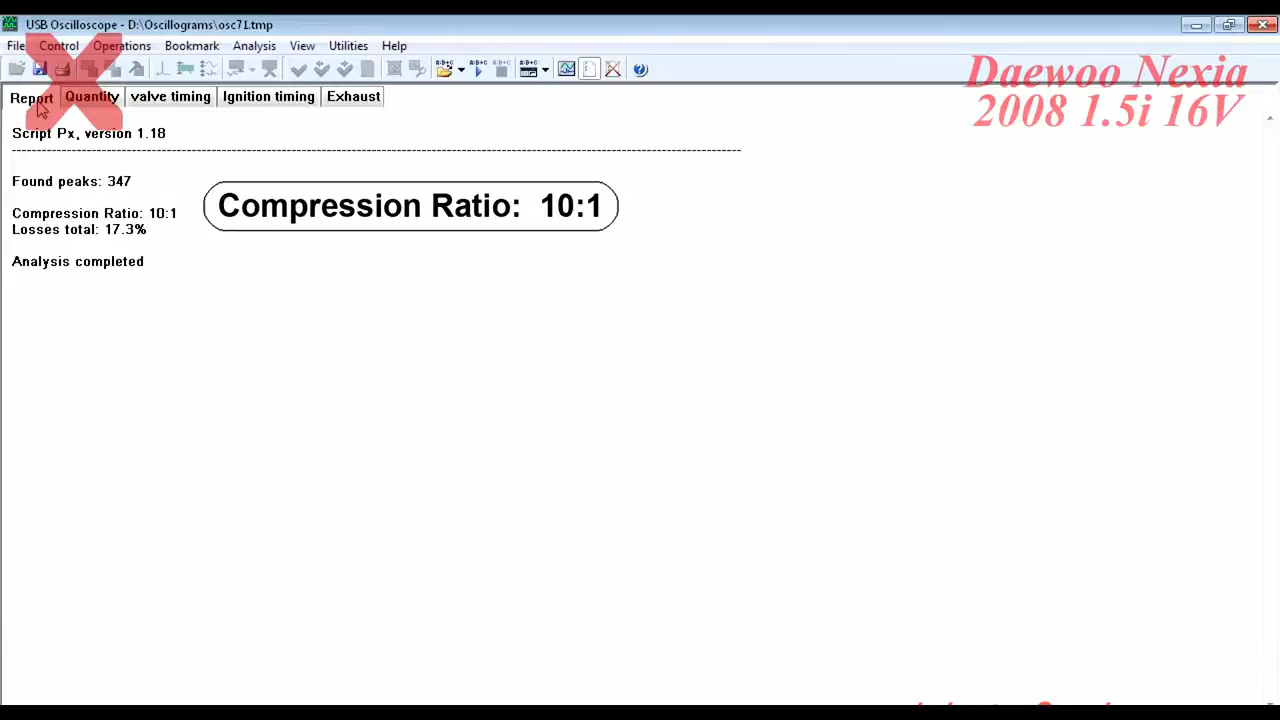 USB Oscilloscope - D:\Oscillograms\osc71.tmp
File Control Operations Bookmark Analysis View Utilities Help
Daewoo Nexia
2008 1.5i 16V
Report Quantity valve timing Ignition timing Exhaust
Script Px, version 1.18
Found peaks: 347
Compression Ratio: 10:1
Compression Ratio: 10:1
Losses total: 17.3%
Analysis completed